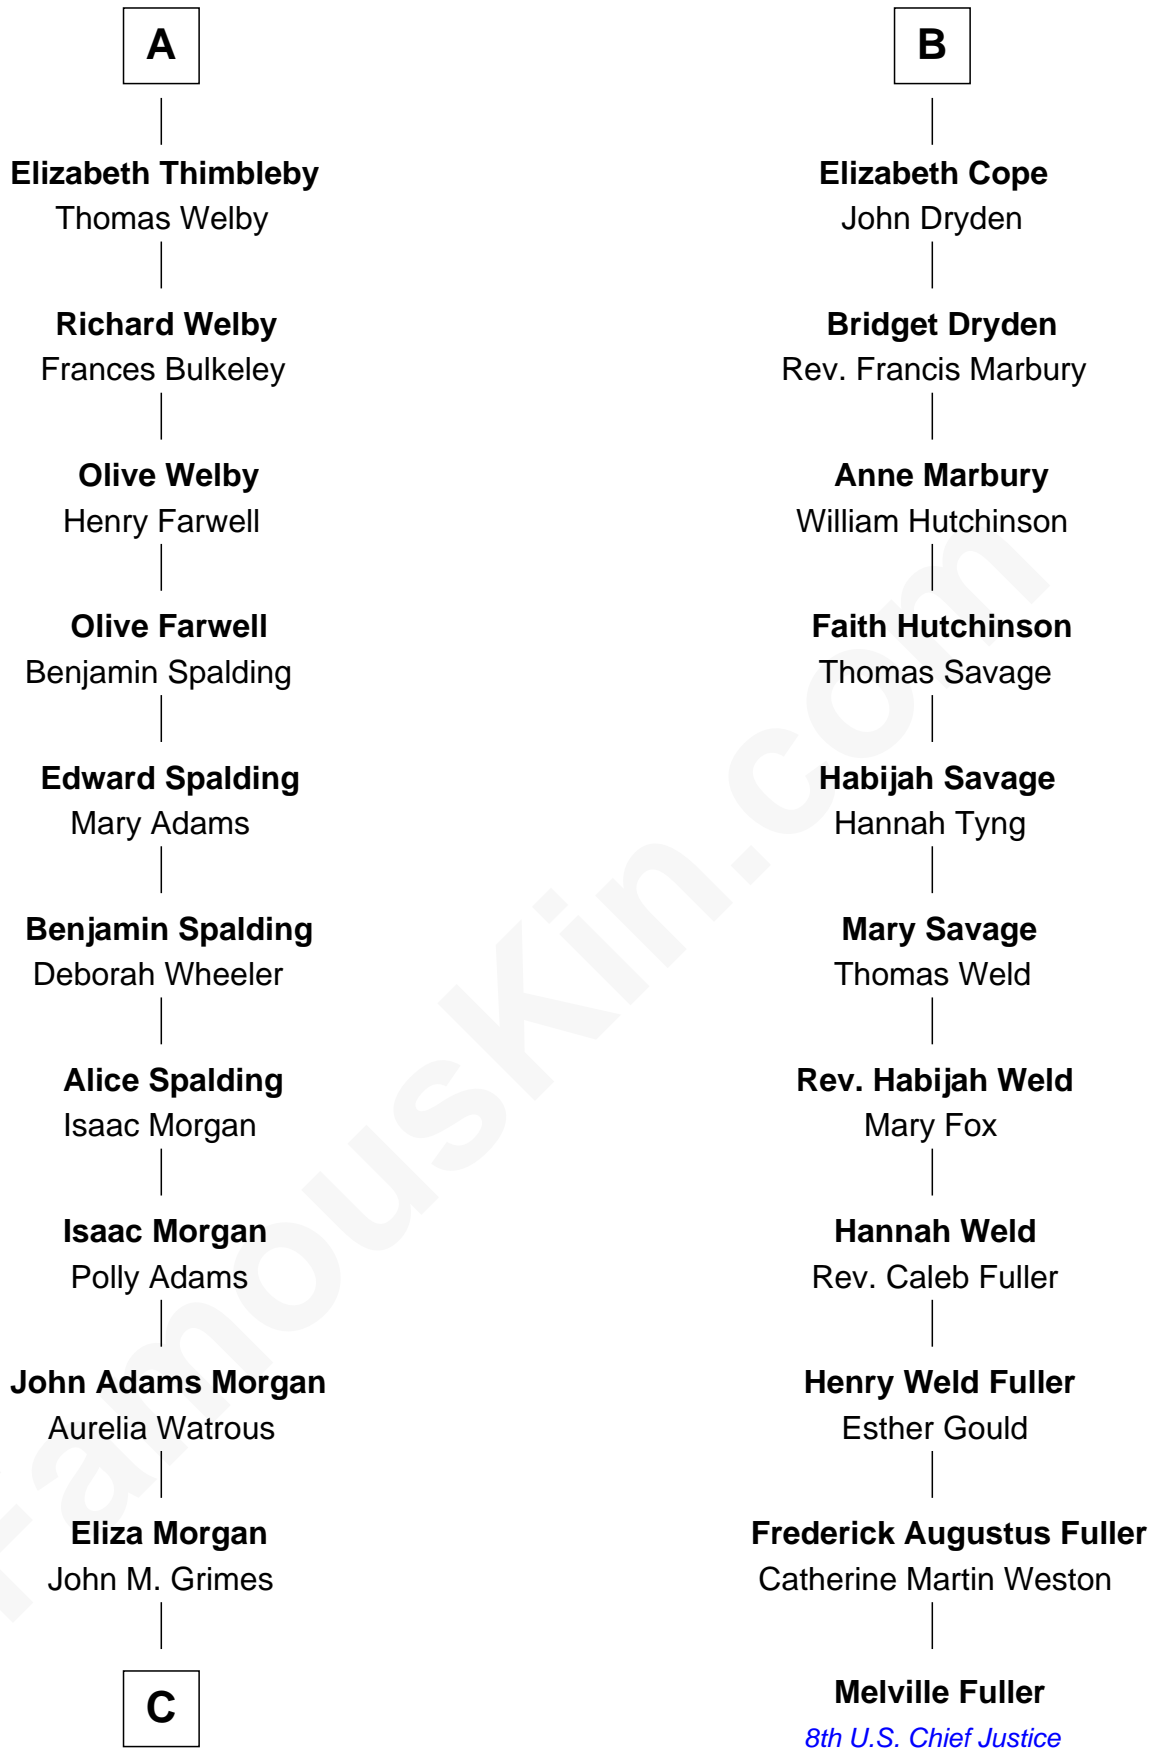 A
Elizabeth Thimbleby
Thomas Welby
Richard Welby
Frances Bulkeley
Olive Welby
Henry Farwell
Olive Farwell
Benjamin Spalding
Edward Spalding
Mary Adams
Benjamin Spalding
Deborah Wheeler
Alice Spalding
Isaac Morgan
Isaac Morgan
Polly Adams
John Adams Morgan
Aurelia Watrous
Eliza Morgan
John M. Grimes
C
B
Elizabeth Cope
John Dryden
Bridget Dryden
Rev. Francis Marbury
Anne Marbury
William Hutchinson
Faith Hutchinson
Thomas Savage
Habijah Savage
Hannah Tyng
Mary Savage
Thomas Weld
Rev. Habijah Weld
Mary Fox
Hannah Weld
Rev. Caleb Fuller
Henry Weld Fuller
Esther Gould
Frederick Augustus Fuller
Catherine Martin Weston
Melville Fuller
8th U.S. Chief Justice
FamousKin.com